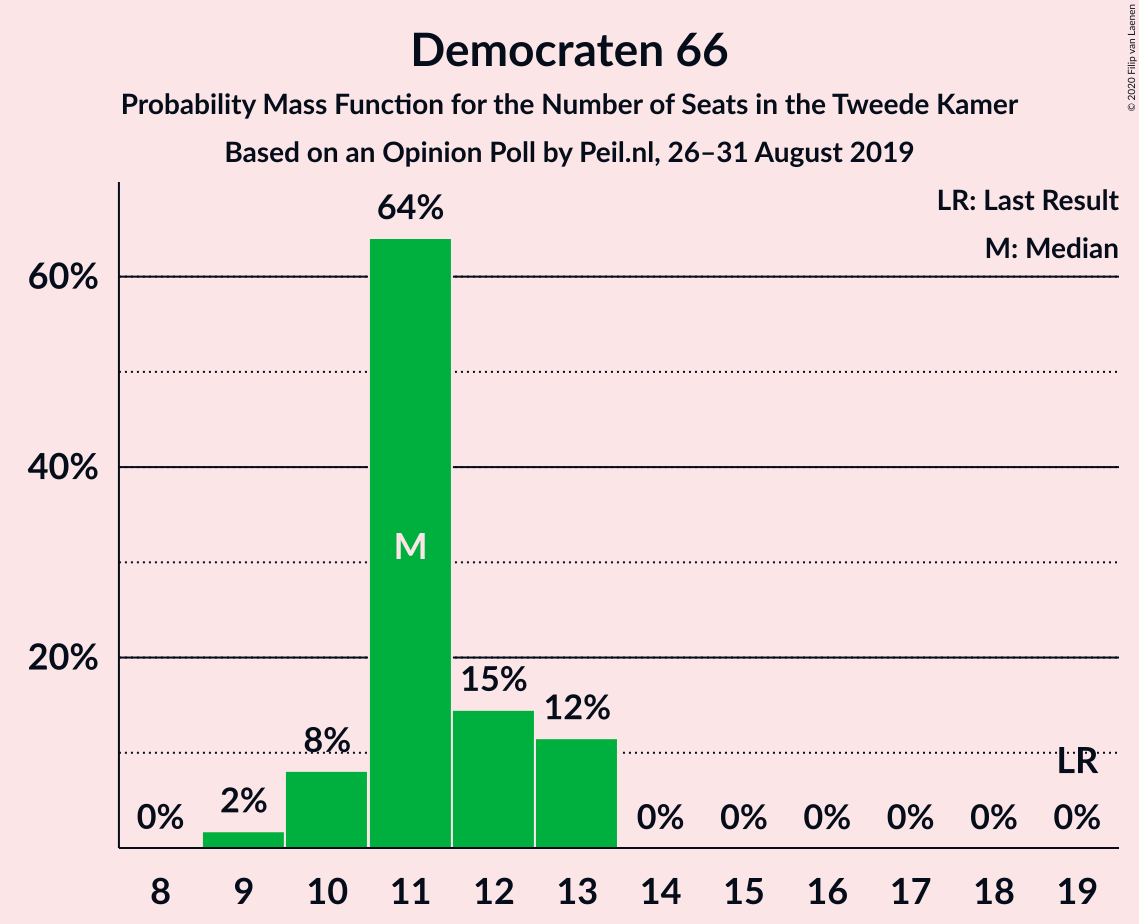 Democraten 66
Probability Mass Function for the Number of Seats in the Tweede Kamer
Based on an Opinion Poll by Peil.nl, 26–31 August 2019
© 2020 Filip van Laenen
LR: Last Result
M: Median
60%
40%
20%
0%
2%
8%
64%
M
15%
12%
0%
0%
0%
0%
0%
LR
0%
8 9 10 11 12 13 14 15 16 17 18 19